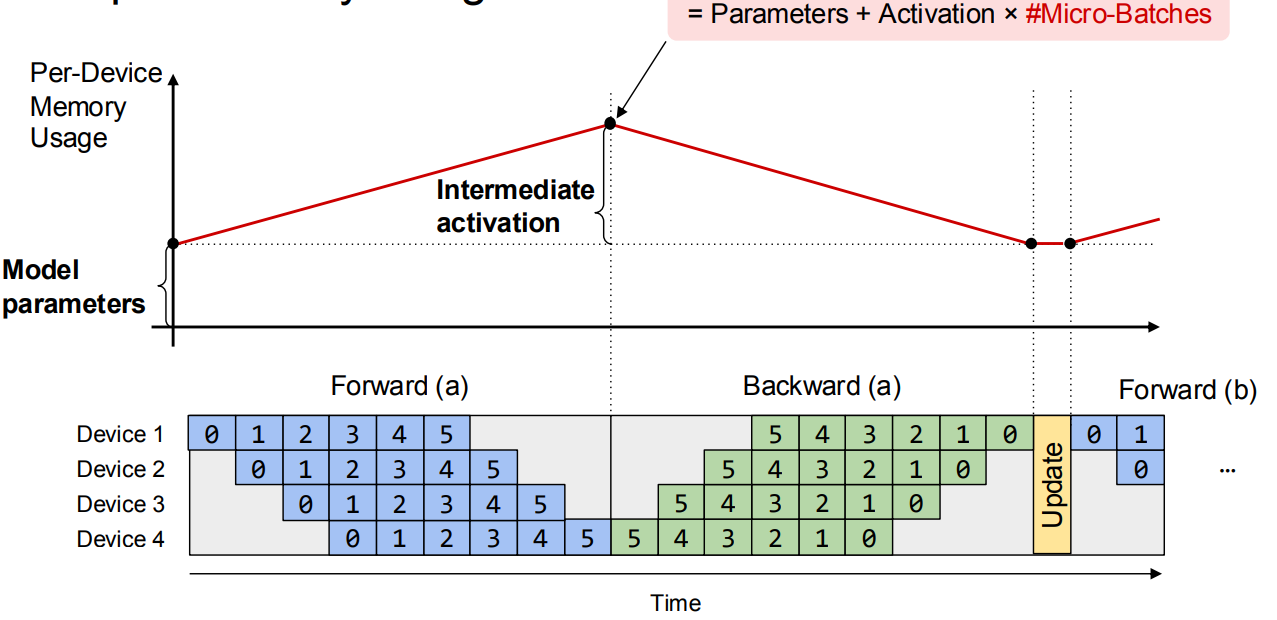 = Parameters + Activation × #Micro-Batches
Per-Device
Memory
Usage
Intermediate
activation
Model
parameters
Forward (a)
Backward (a)
Forward (b)
Device 1
0 1 2 3 4 5
5 4 3 2 1 0
0 1
Device 2
0 1 2 3 4 5
5 4 3 2 1 0
0
Device 3
0 1 2 3 4 5
5 4 3 2 1 0
Device 4
0 1 2 3 4 5
5 4 3 2 1 0
Update
...
Time